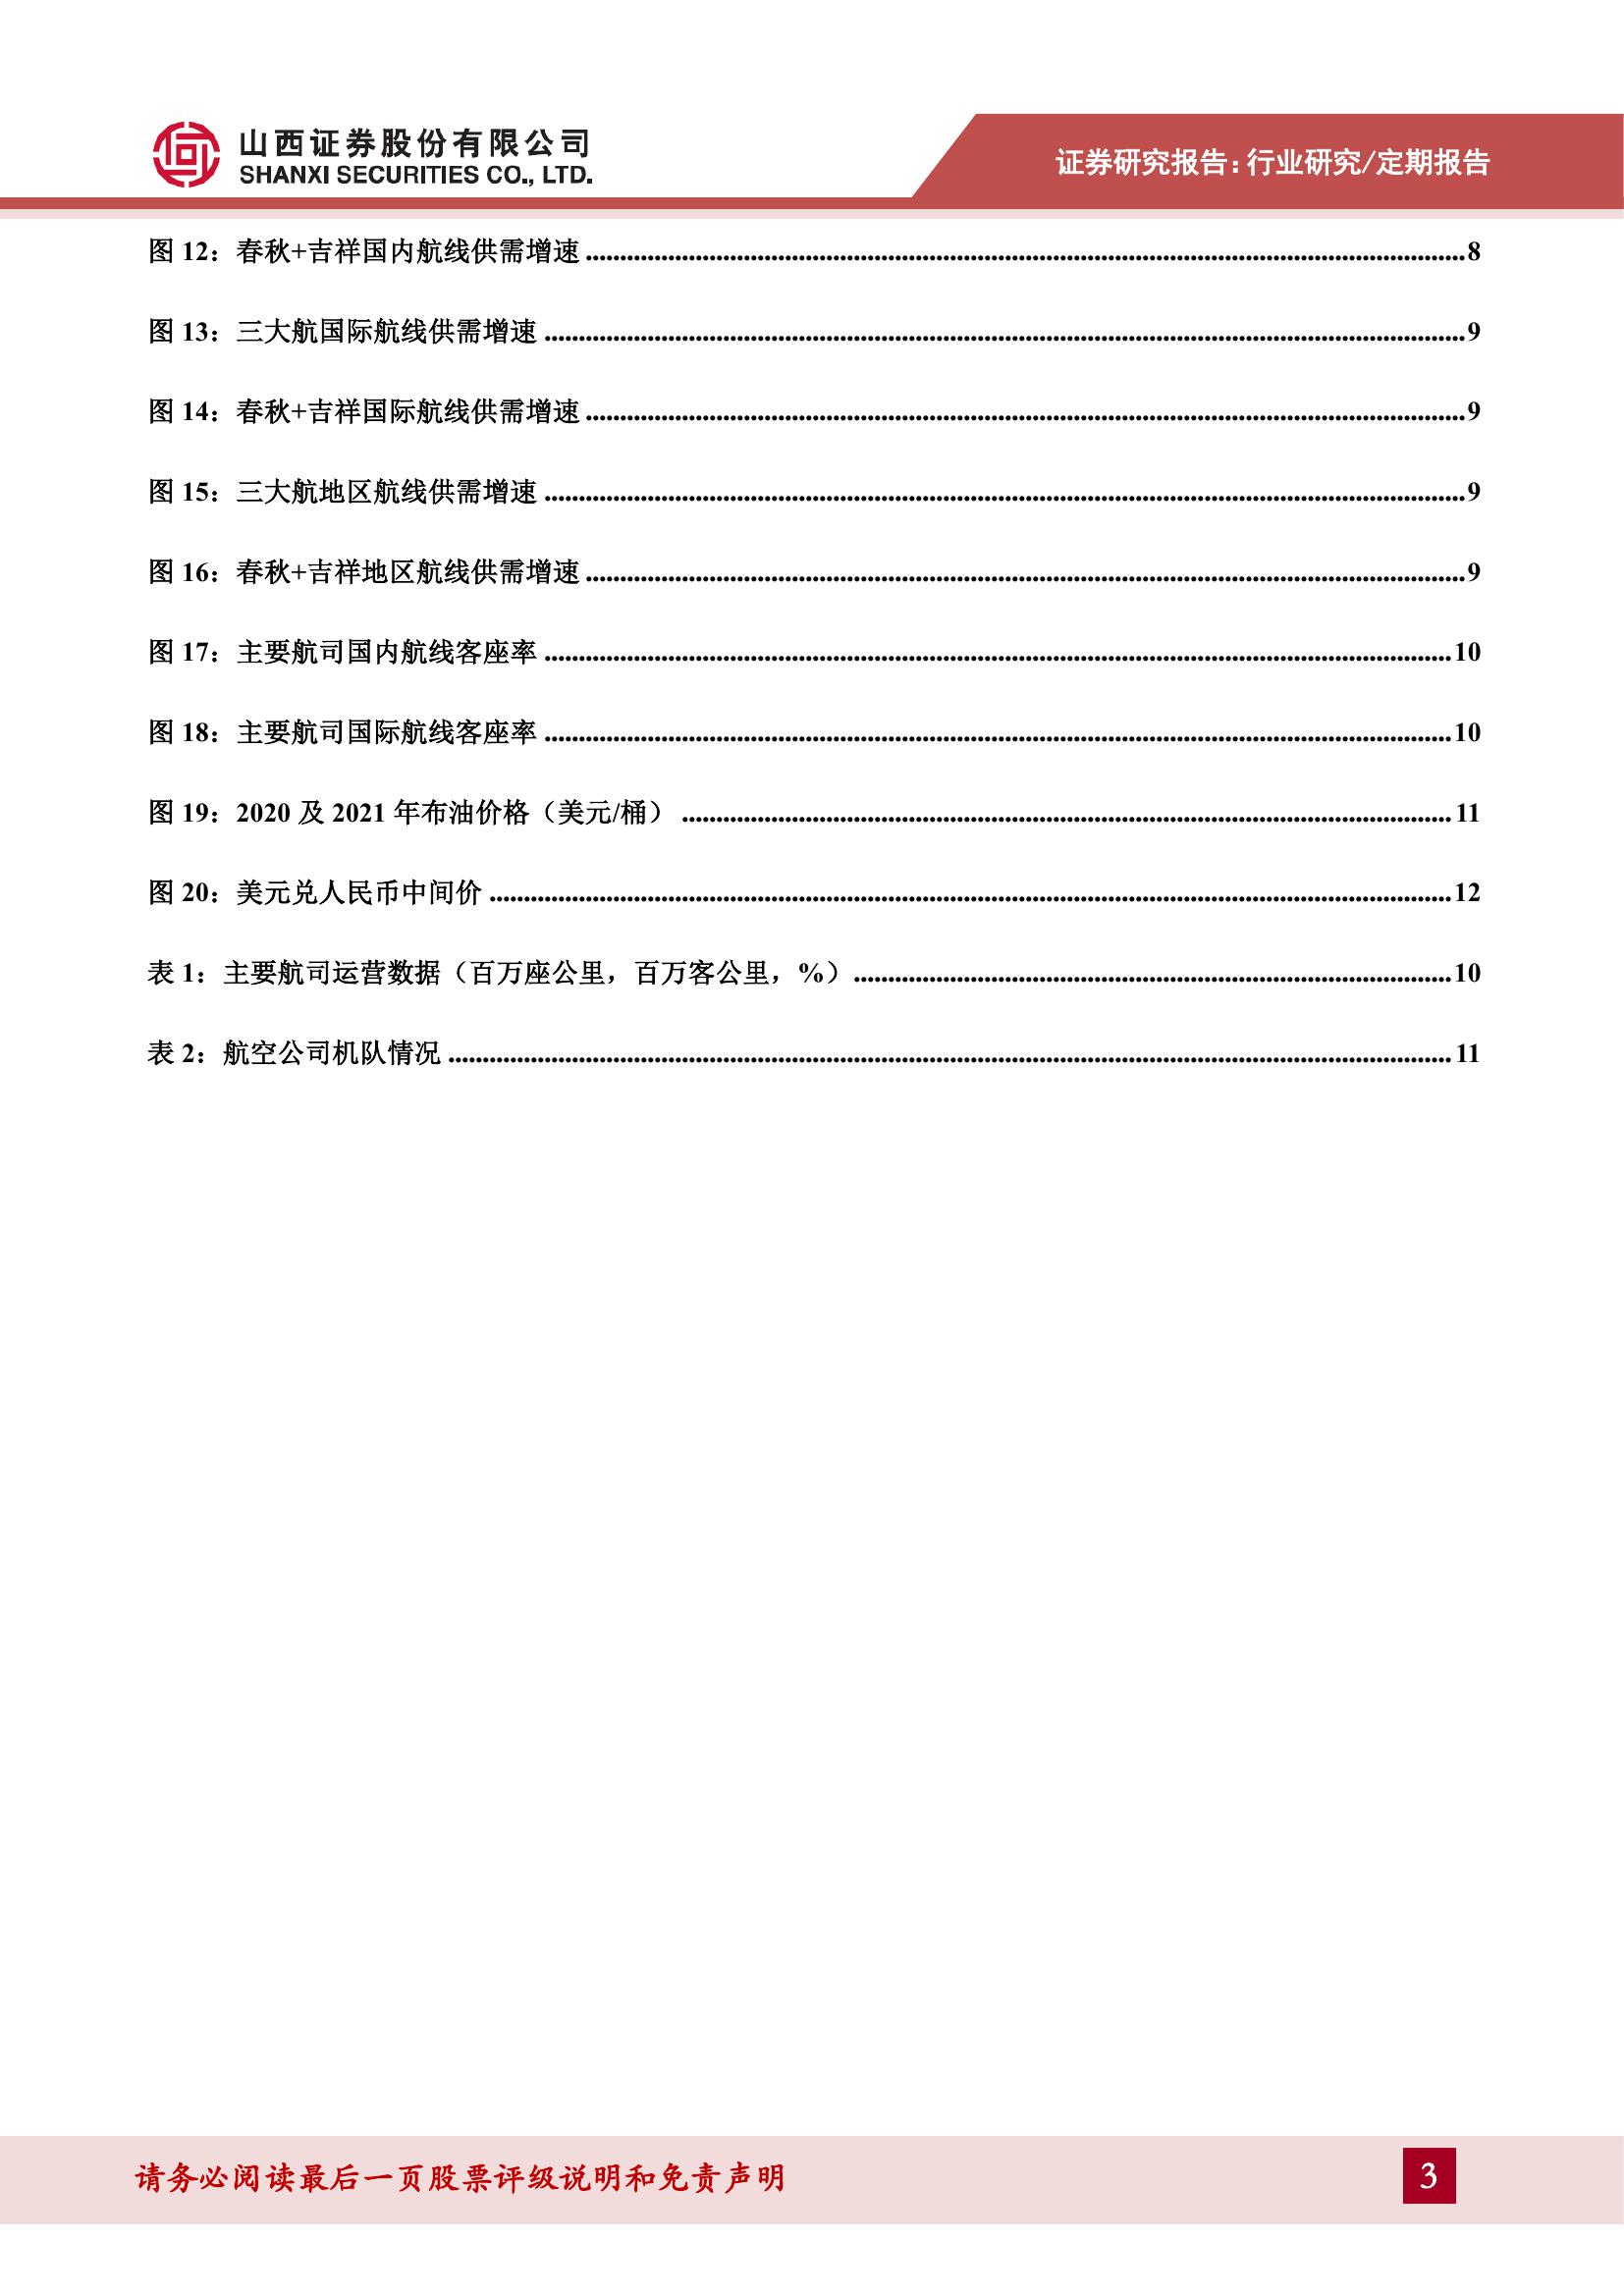 山西证券股份有限公司
SHANXI SECURITIES CO., LTD.
证券研究报告：行业研究/定期报告
图 12：春秋+吉祥国内航线供需增速 ........ 8
图 13：三大航国际航线供需增速 ........ 9
图 14：春秋+吉祥国际航线供需增速 ........ 9
图 15：三大航地区航线供需增速 ........ 9
图 16：春秋+吉祥地区航线供需增速 ........ 9
图 17：主要航司国内航线客座率 ........ 10
图 18：主要航司国际航线客座率 ........ 10
图 19：2020 及 2021 年布油价格（美元/桶） ........ 11
图 20：美元兑人民币中间价 ........ 12
表 1：主要航司运营数据（百万座公里，百万客公里，%） ........ 10
表 2：航空公司机队情况 ........ 11
请务必阅读最后一页股票评级说明和免责声明
3